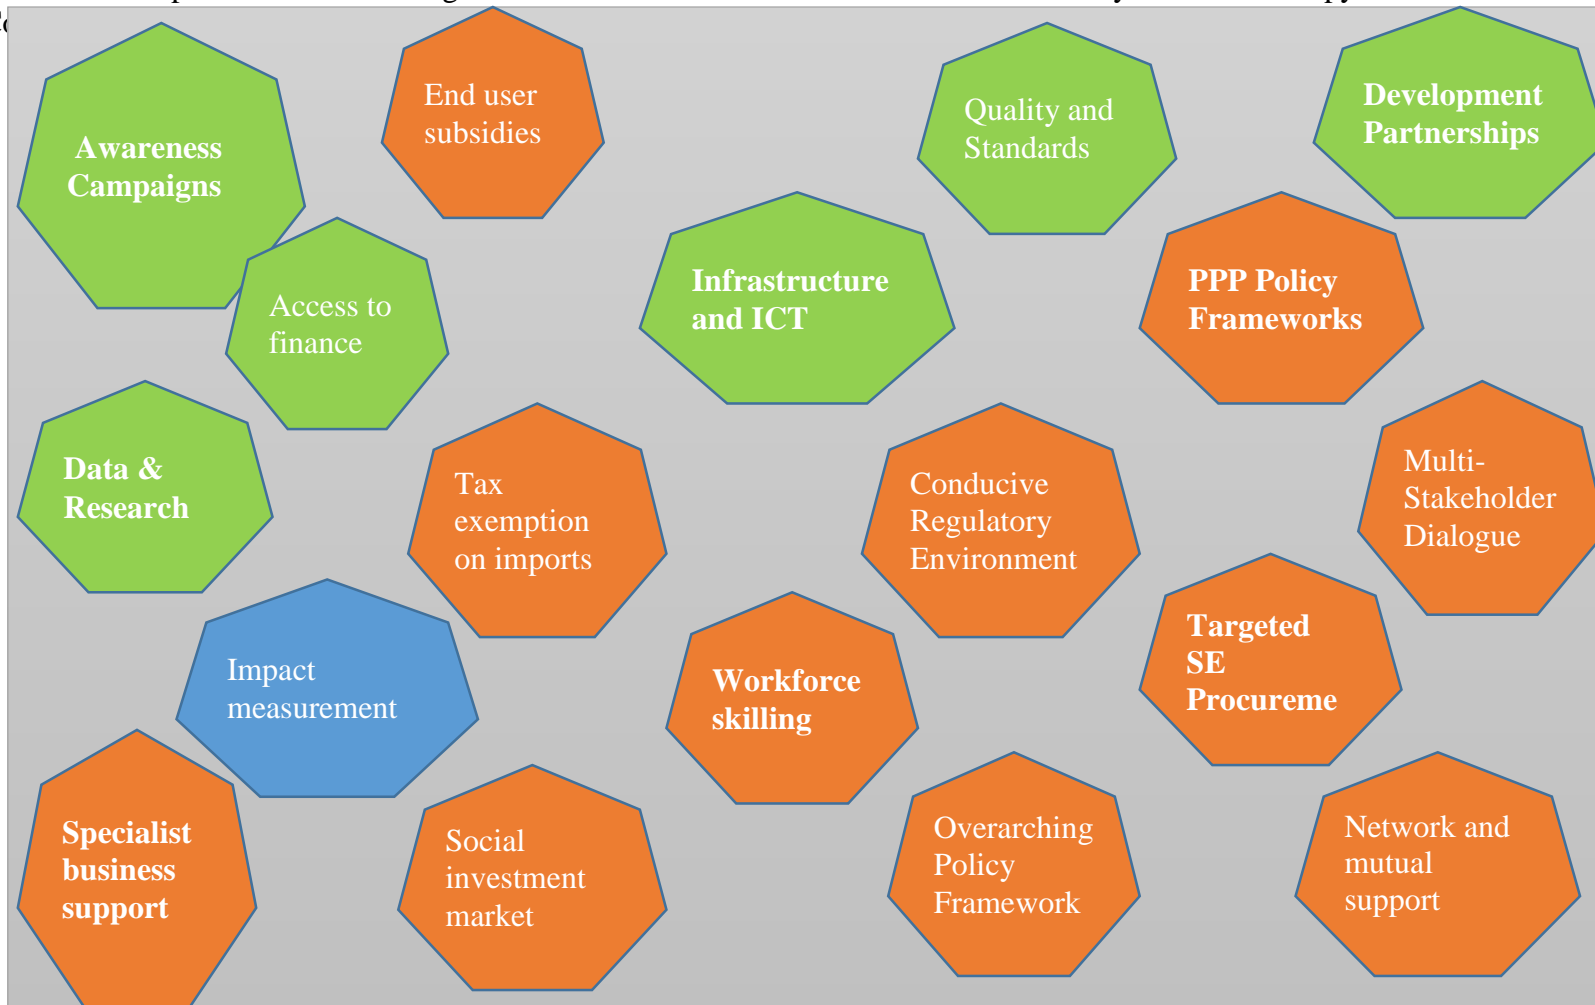 Awareness
Campaigns
End user
subsidies
Quality and
Standards
Development
Partnerships
Access to
finance
Infrastructure
and ICT
PPP Policy
Frameworks
Data &
Research
Tax
exemption
on imports
Conducive
Regulatory
Environment
Multi-
Stakeholder
Dialogue
Impact
measurement
Workforce
skilling
Targeted
SE
Procureme
Specialist
business
support
Social
investment
market
Overarching
Policy
Framework
Network and
mutual
support